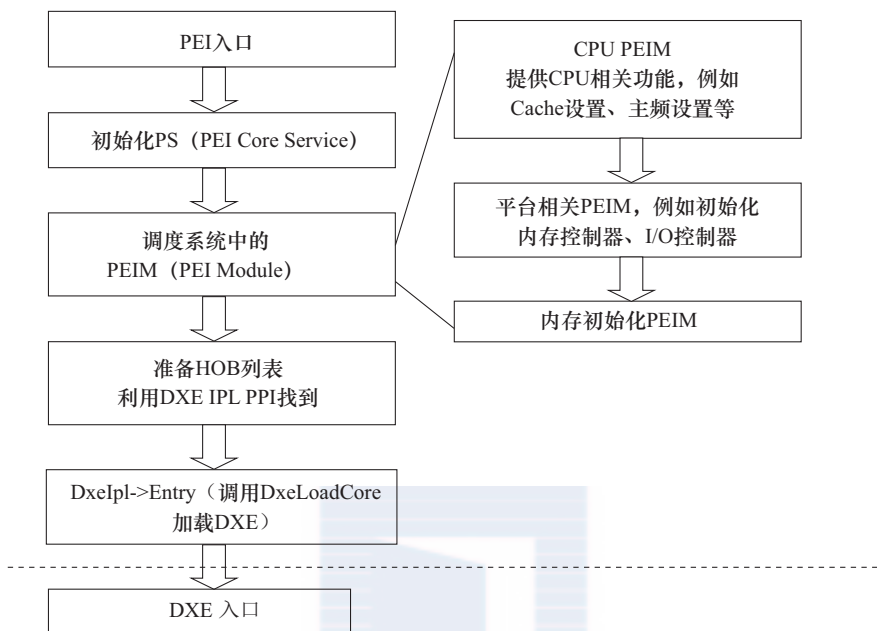 PEI入口
初始化PS（PEI Core Service）
调度系统中的
PEIM（PEI Module）
准备HOB列表
利用DXE IPL PPI找到
DxeIpl->Entry（调用DxeLoadCore
加载DXE）
DXE 入口
CPU PEIM
提供CPU相关功能，例如
Cache设置、主频设置等
平台相关PEIM，例如初始化
内存控制器、I/O控制器
内存初始化PEIM